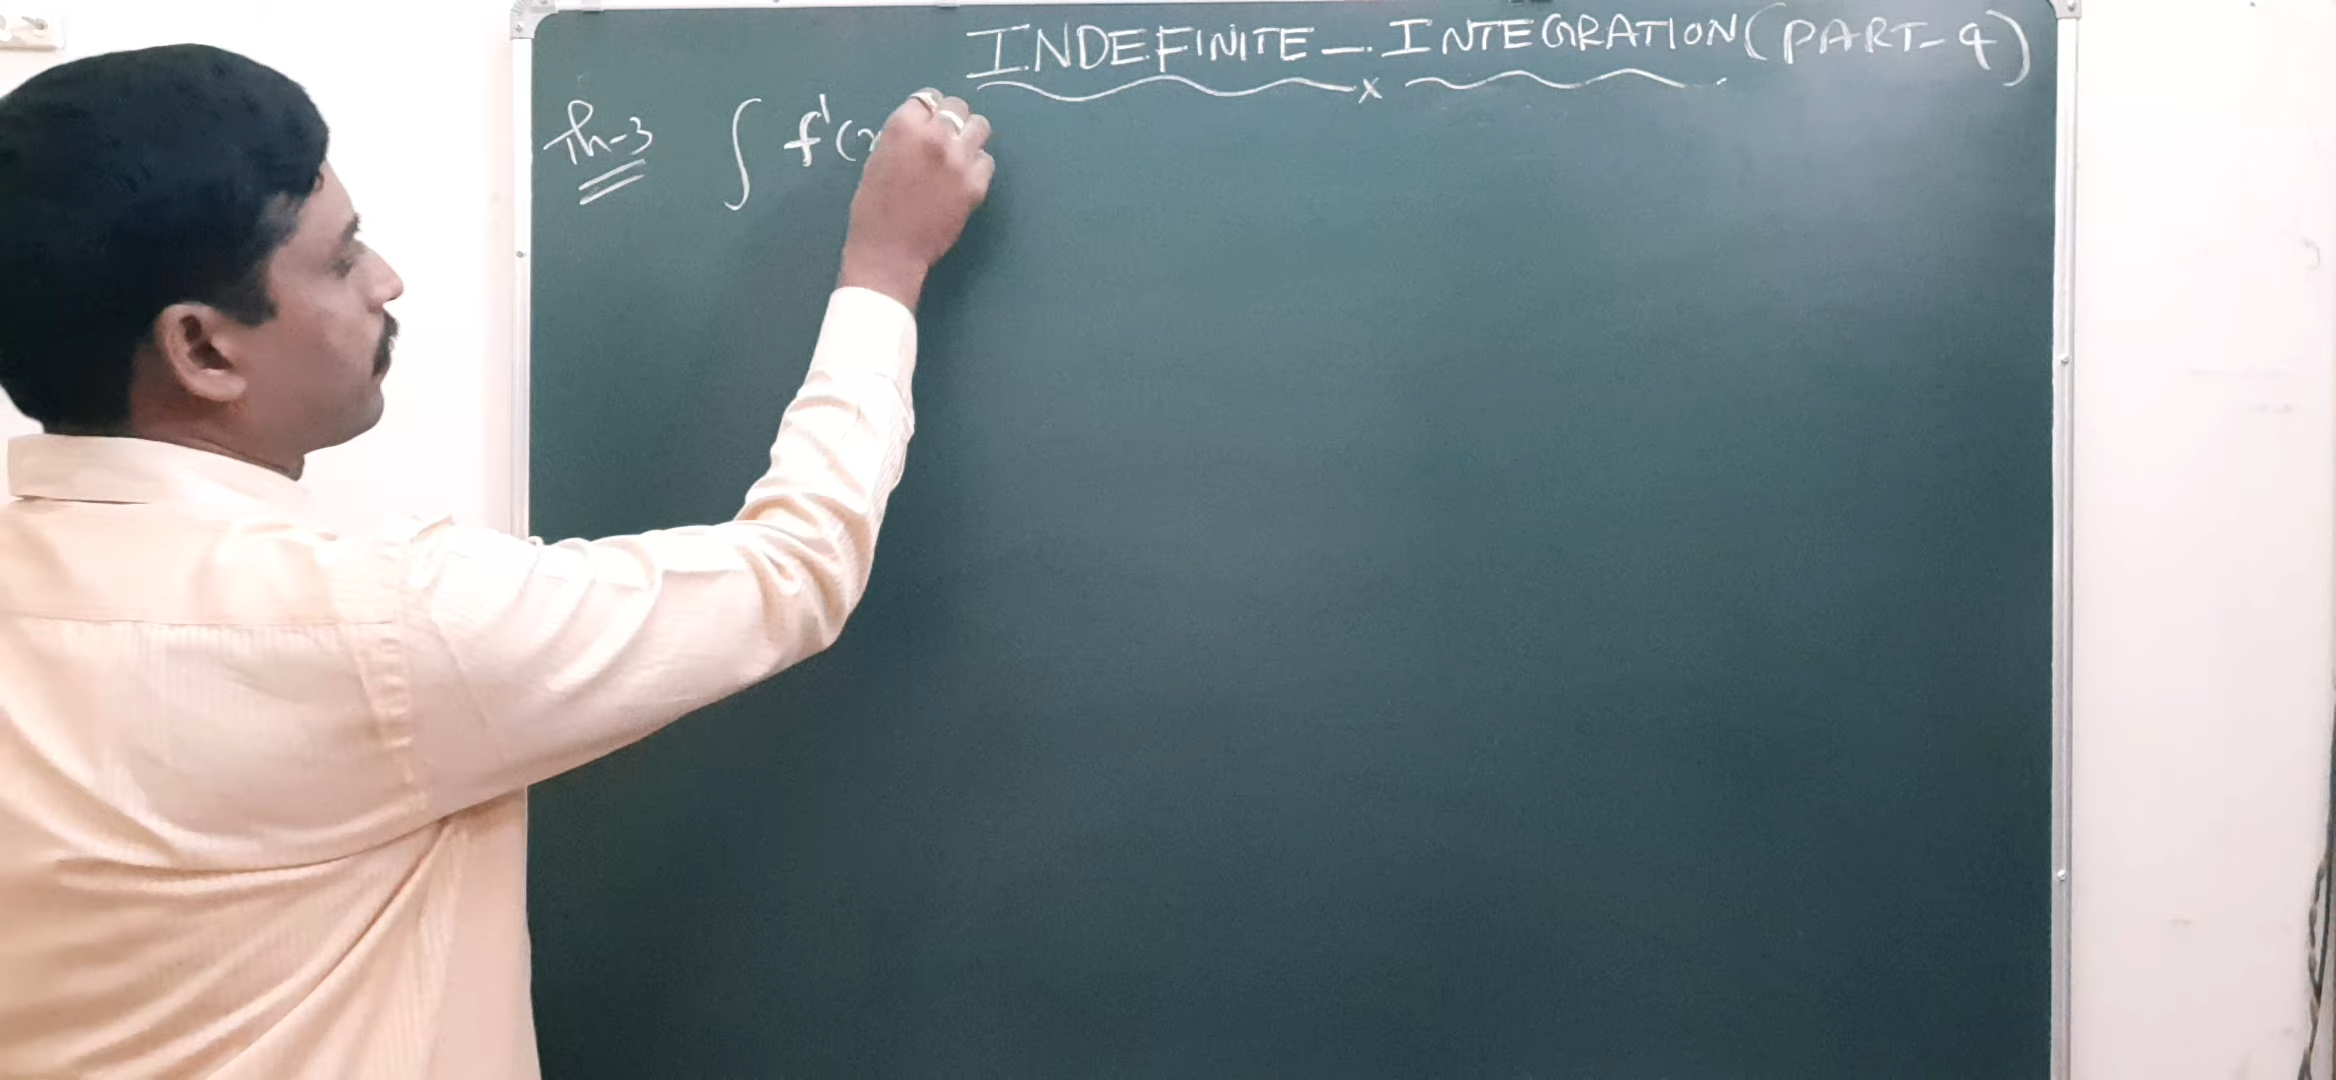 INDEFINITE - INTEGRATION (PART-4)
Th-3 ∫ f'(x